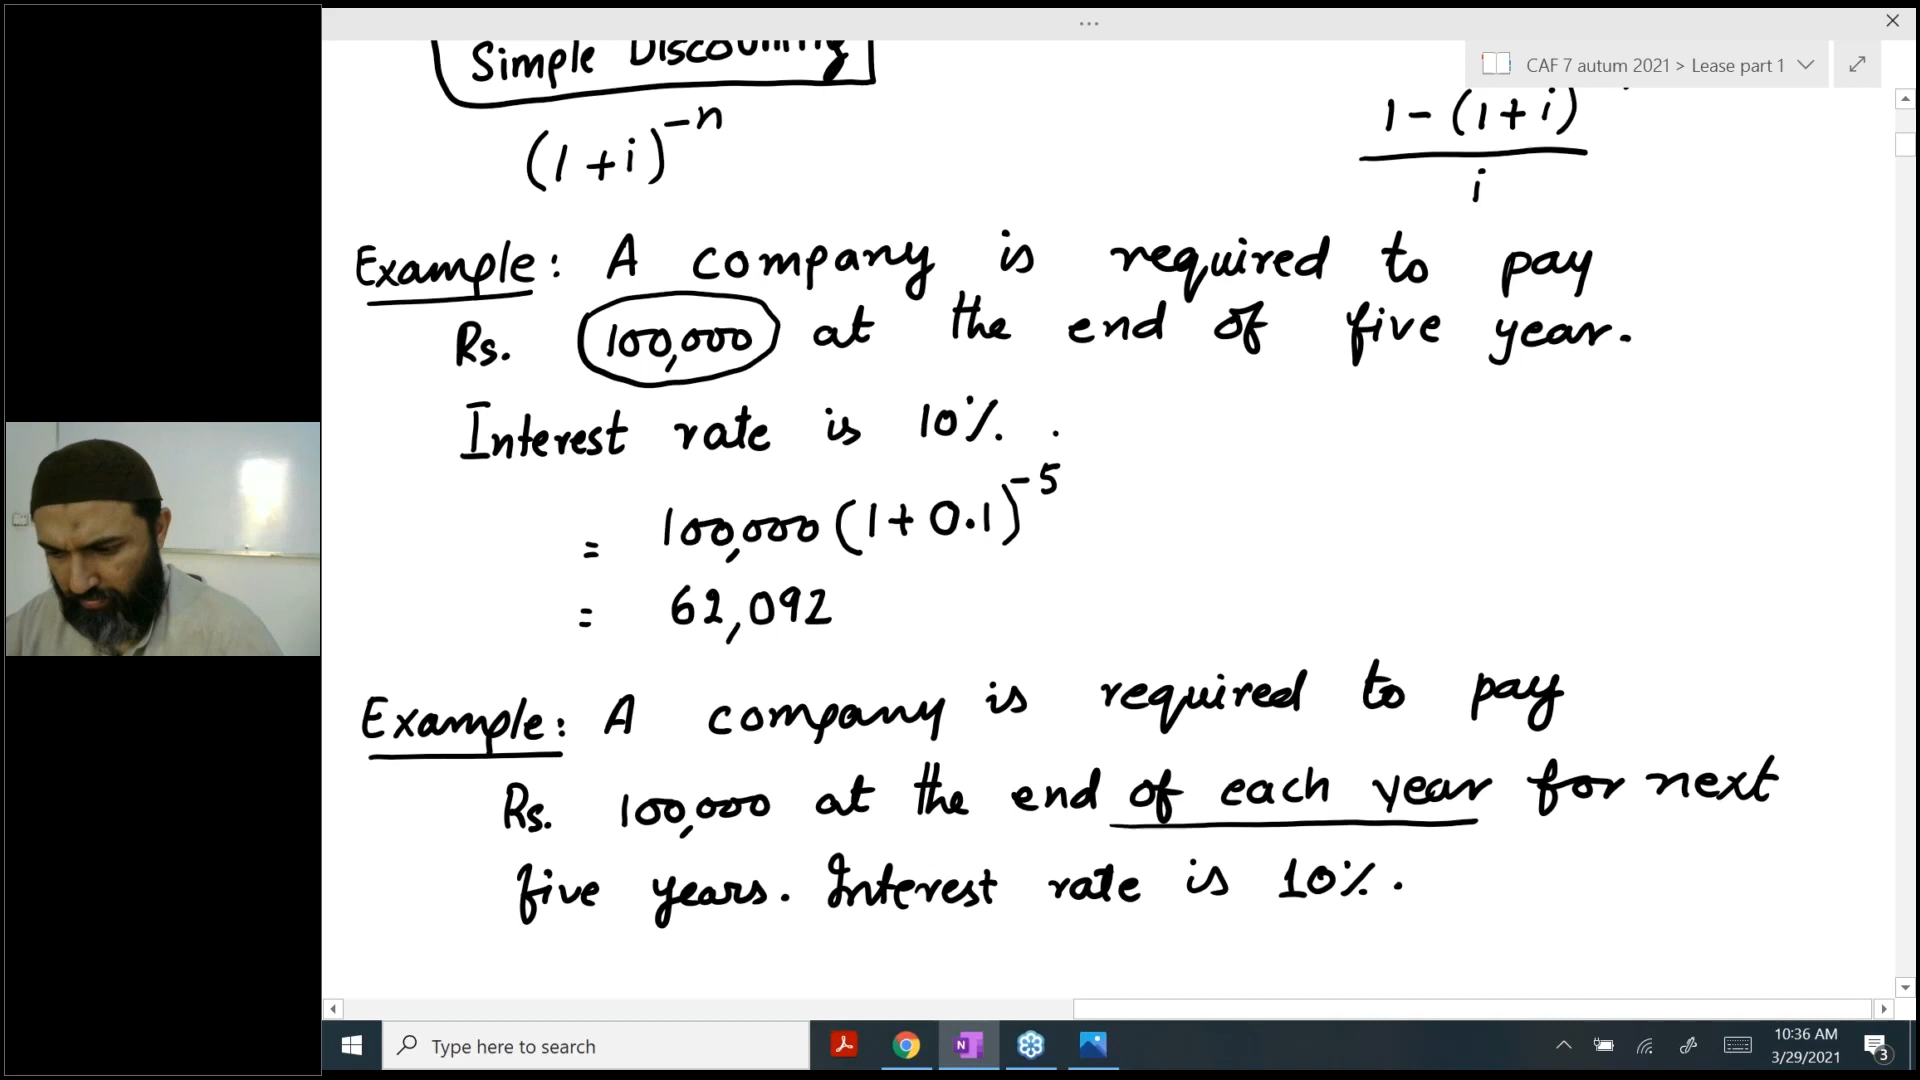 Simple Discounting
CAF 7 autum 2021 > Lease part 1
(1+i)^-n
1-(1+i)
i
Example: A company is required to pay
Rs. 100,000 at the end of five year.
Interest rate is 10%.
= 100,000 (1+0.1)^-5
= 62,092
Example: A company is required to pay
Rs. 100,000 at the end of each year for next
five years. Interest rate is 10%.
Type here to search
N
10:36 AM
3/29/2021
3